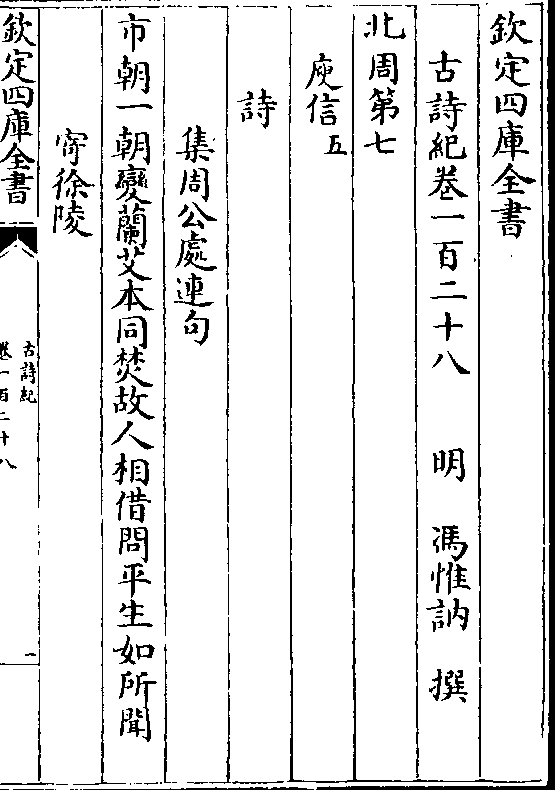 欽定四庫全書
古詩紀卷一百二十八 明 馮惟訥 撰
北周第七
庾信五
詩
集周公處連句
市朝一朝變蘭艾本同焚故人相借問平生如所聞
寄徐陵
欽定四庫全書
古詩紀
卷一百二十八
一